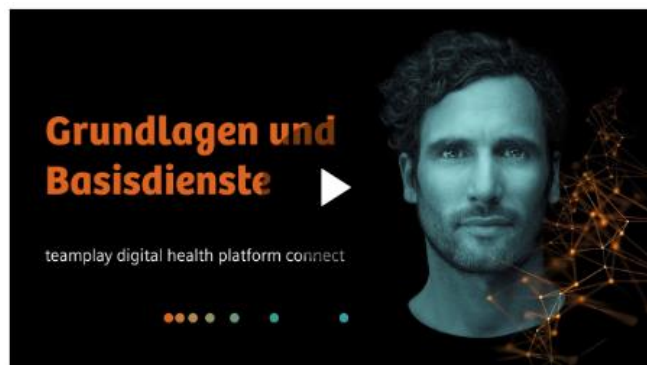 Grundlagen und
Basisdienste
teamplay digital health platform connect